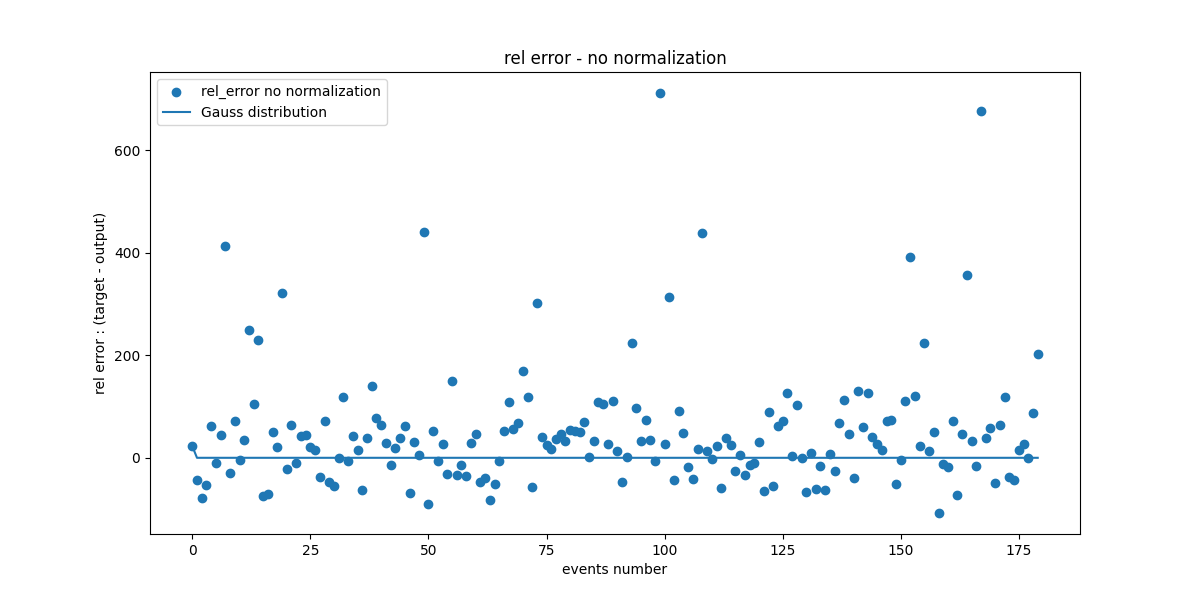 rel error - no normalization
rel_error no normalization
Gauss distribution
600
400
200
0
rel error : (target - output)
0 25 50 75 100 125 150 175
events number